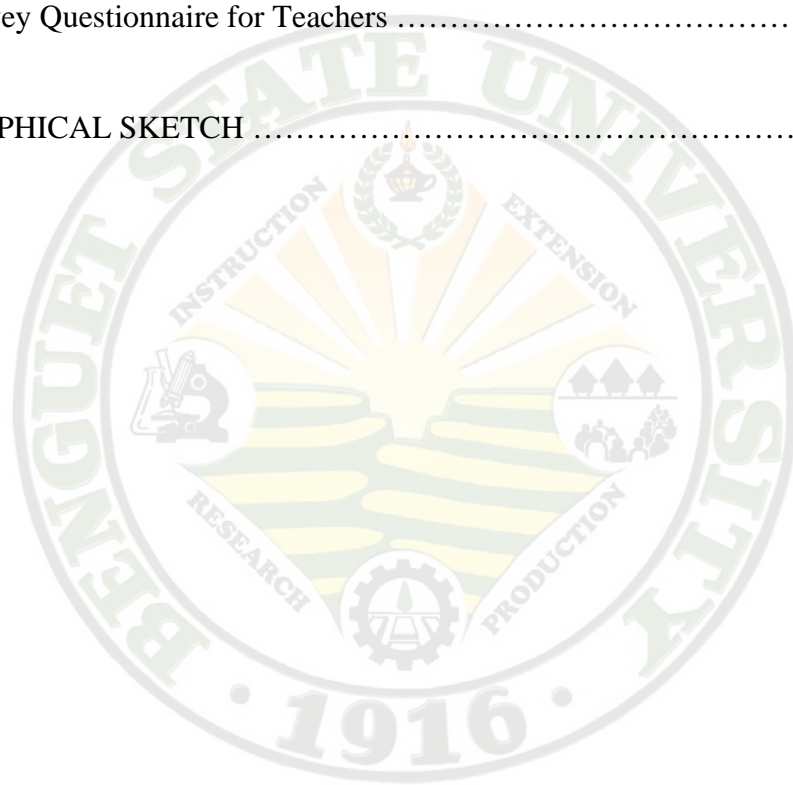 ey Questionnaire for Teachers ……………………………….
PHICAL SKETCH …………………………………………….
BENGUET STATE UNIVERSITY
INSTRUCTION
EXTENSION
RESEARCH
PRODUCTION
• 1916 •